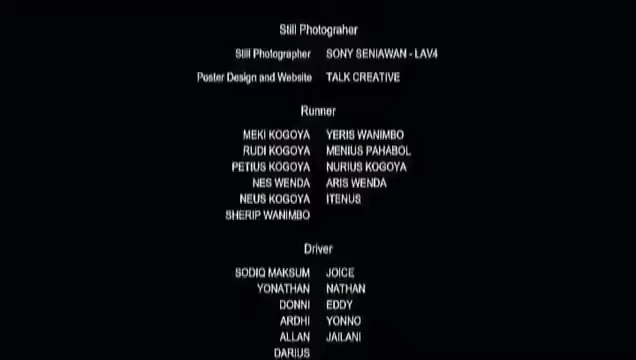 Still Photograher
Still Photographer SONY SENIAWAN - LAV4
Poster Design and Website TALK CREATIVE
Runner
MEKI KOGOYA YERIS WANIMBO
RUDI KOGOYA MENIUS PAHABOL
PETIUS KOGOYA NURIUS KOGOYA
NES WENDA ARIS WENDA
NEUS KOGOYA ITENUS
SHERIP WANIMBO
Driver
SODIQ MAKSUM JOICE
YONATHAN NATHAN
DONNI EDDY
ARDHI YONNO
ALLAN JAILANI
DARIUS